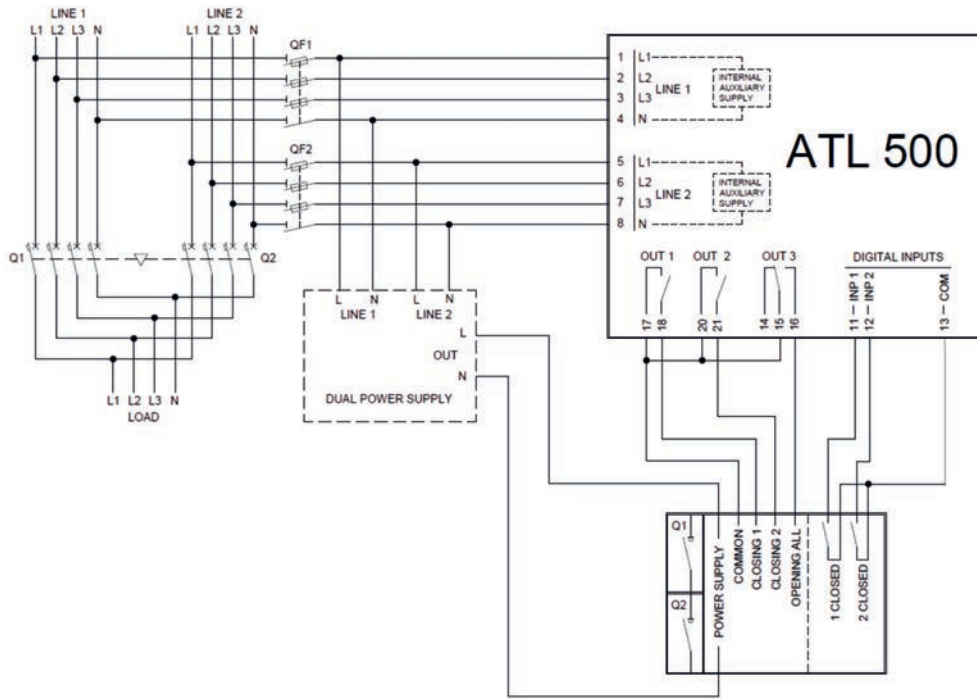 LINE 1
LINE 2
L1 L2 L3 N
L1 L2 L3 N
QF1
1 L1
2 L2
3 L3
4 N
LINE 1
INTERNAL
AUXILIARY
SUPPLY
ATL 500
QF2
5 L1
6 L2
7 L3
8 N
LINE 2
INTERNAL
AUXILIARY
SUPPLY
Q1
Q2
OUT 1
OUT 2
OUT 3
DIGITAL INPUTS
17
18
20
21
14
15
16
11 INP 1
12 INP 2
13 COM
L N L N
LINE 1 LINE 2
L
OUT
N
DUAL POWER SUPPLY
L1 L2 L3 N
LOAD
Q1
Q2
POWER SUPPLY
COMMON
CLOSING 1
CLOSING 2
OPENING ALL
1 CLOSED
2 CLOSED